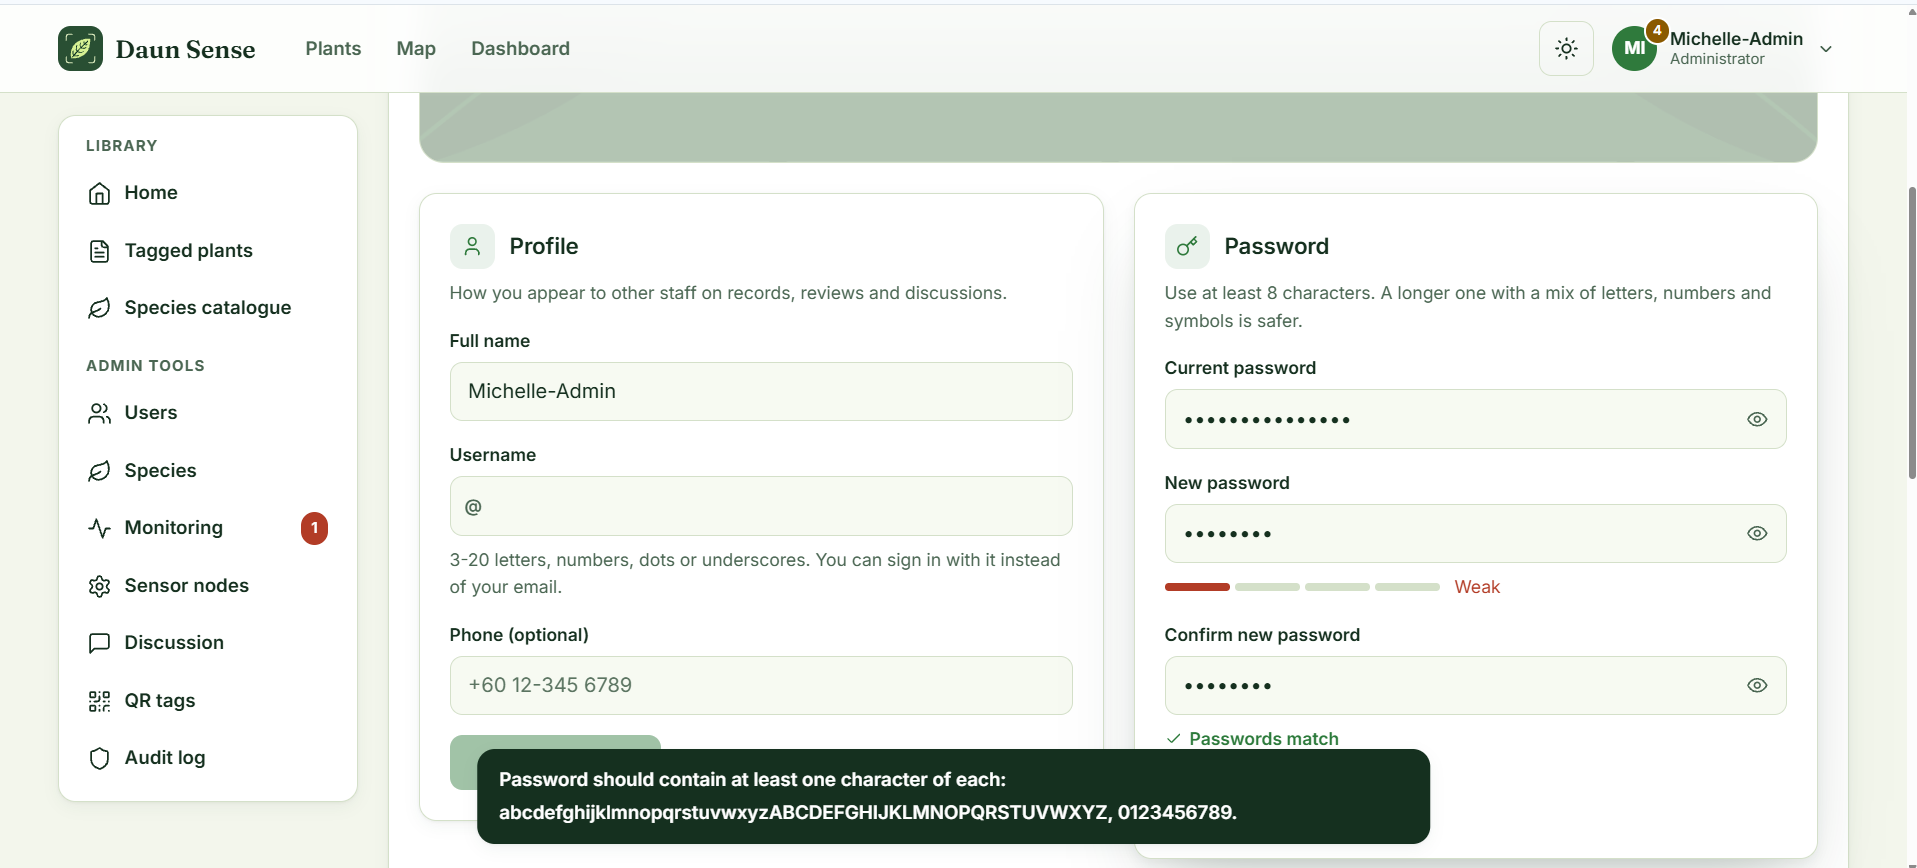 Daun Sense
Plants
Map
Dashboard
MI
4
Michelle-Admin
Administrator
LIBRARY
Home
Tagged plants
Species catalogue
ADMIN TOOLS
Users
Species
Monitoring
1
Sensor nodes
Discussion
QR tags
Audit log
Profile
How you appear to other staff on records, reviews and discussions.
Full name
Michelle-Admin
Username
@
3-20 letters, numbers, dots or underscores. You can sign in with it instead
of your email.
Phone (optional)
+60 12-345 6789
Password
Use at least 8 characters. A longer one with a mix of letters, numbers and
symbols is safer.
Current password
•••••••••••••••
New password
••••••••
Weak
Confirm new password
••••••••
Passwords match
Password should contain at least one character of each:
abcdefghijklmnopqrstuvwxyzABCDEFGHIJKLMNOPQRSTUVWXYZ, 0123456789.